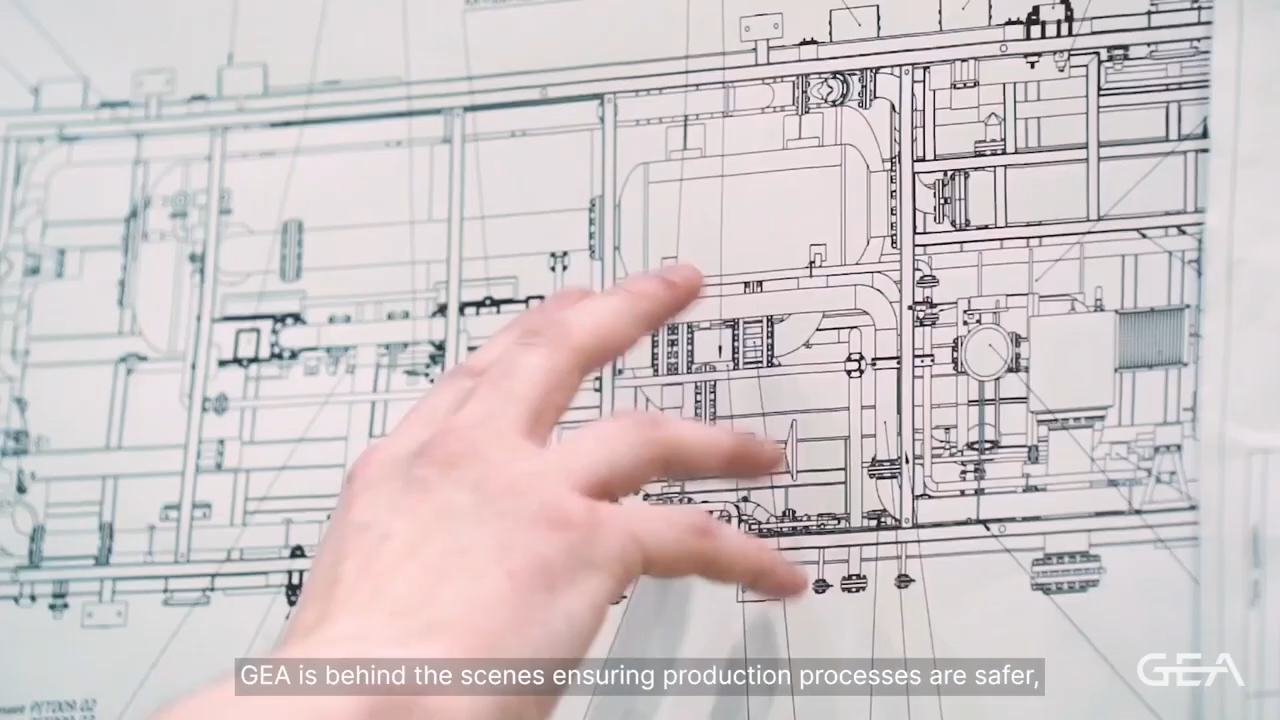 GEA is behind the scenes ensuring production processes are safer,
GEA